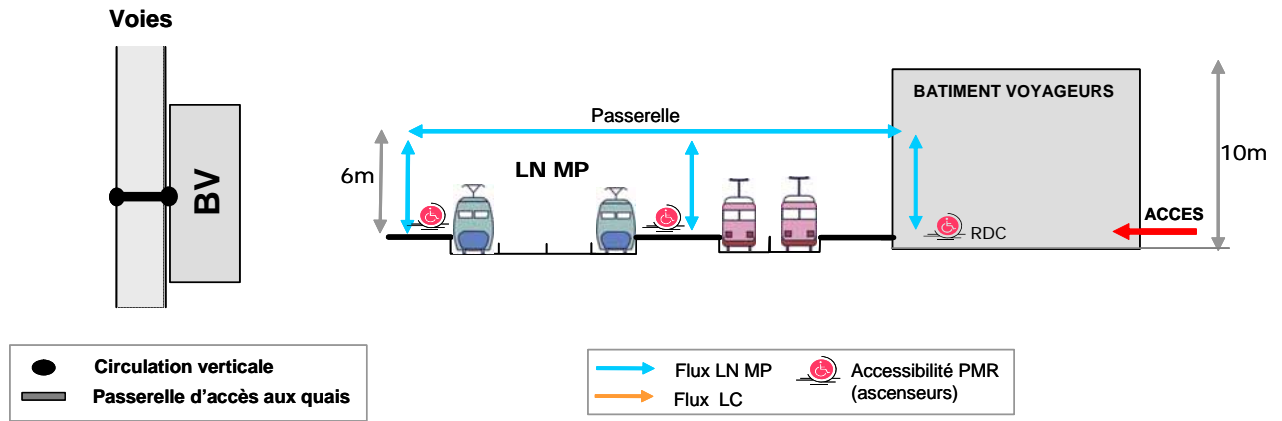 Voies
BV
BATIMENT VOYAGEURS
Passerelle
6m
LN MP
10m
ACCES
RDC
Circulation verticale
Passerelle d'accès aux quais
Flux LN MP
Flux LC
Accessibilité PMR
(ascenseurs)